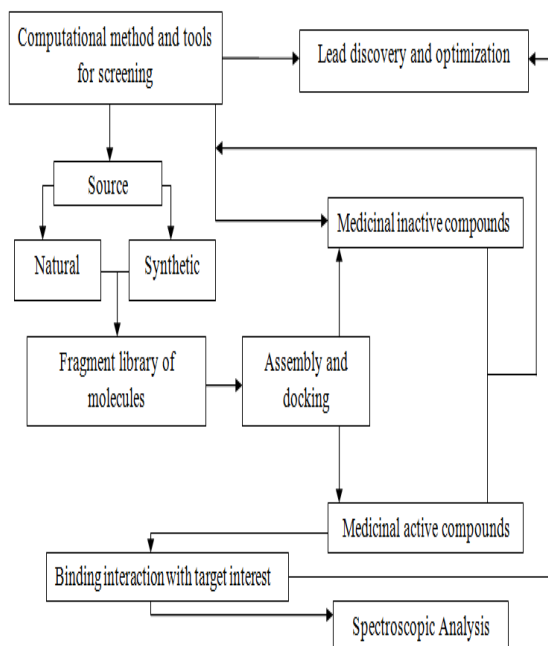 Computational method and tools
for screening
Lead discovery and optimization
Source
Medicinal inactive compounds
Natural
Synthetic
Fragment library of
molecules
Assembly and
docking
Medicinal active compounds
Binding interaction with target interest
Spectroscopic Analysis